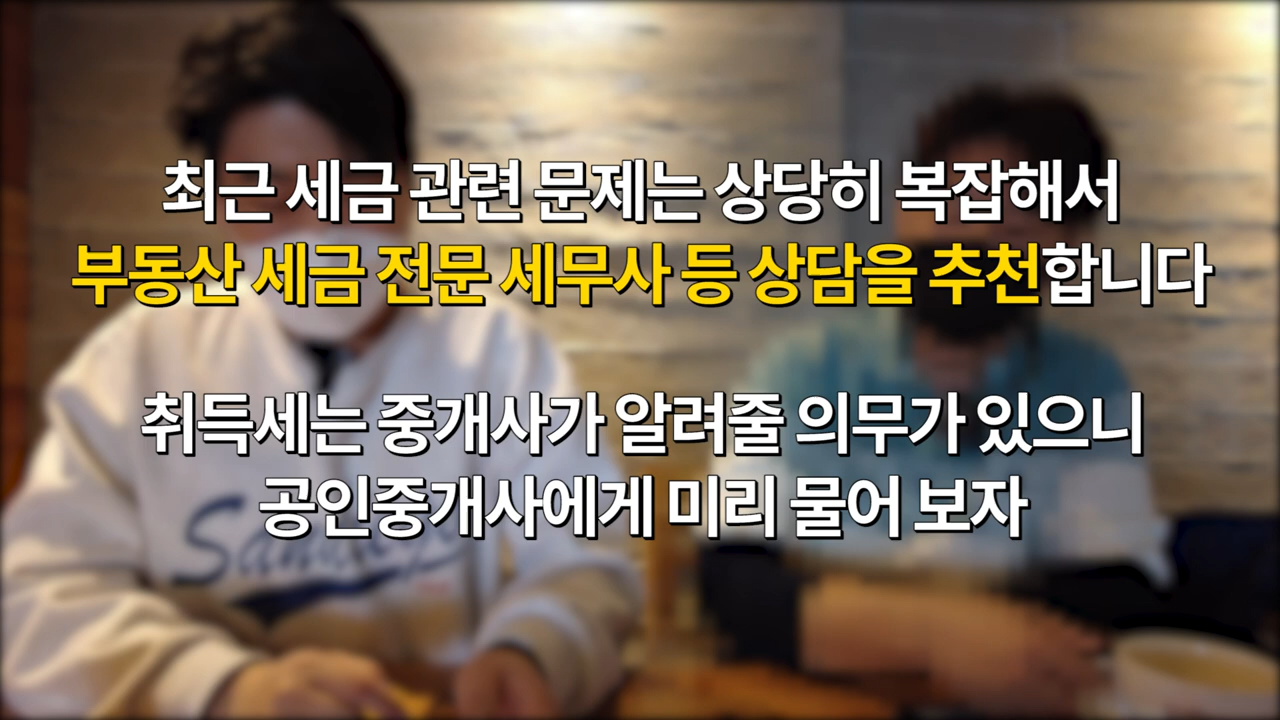 최근 세금 관련 문제는 상당히 복잡해서
부동산 세금 전문 세무사 등 상담을 추천합니다
취득세는 중개사가 알려줄 의무가 있으니
공인중개사에게 미리 물어 보자